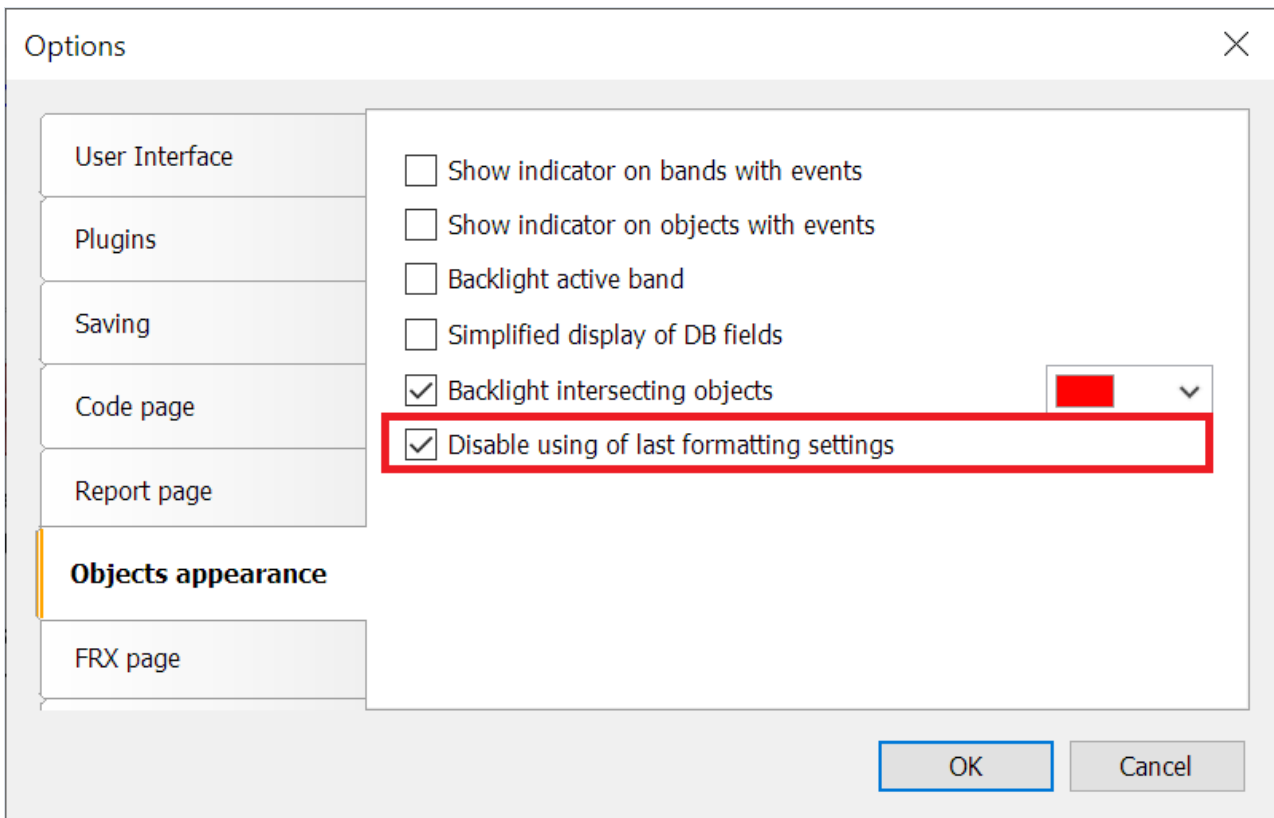 Options
User Interface
Plugins
Saving
Code page
Report page
Objects appearance
FRX page
Show indicator on bands with events
Show indicator on objects with events
Backlight active band
Simplified display of DB fields
Backlight intersecting objects
Disable using of last formatting settings
OK
Cancel